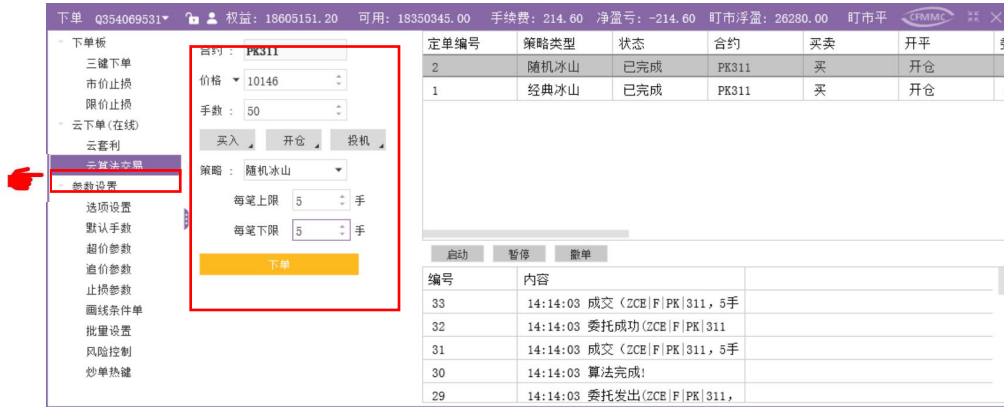 下单 Q354069531 权益: 18605151.20 可用: 18350345.00 手续费: 214.60 净盈亏: -214.60 盯市浮盈: 26280.00 盯市平 CFMMC
下单板
三键下单
市价止损
限价止损
云下单(在线)
云套利
云算法交易
参数设置
选项设置
默认手数
超价参数
追价参数
止损参数
画线条件单
批量设置
风险控制
炒单热键
合约: PK311
价格 10146
手数: 50
买入 开仓 投机
策略: 随机冰山
每笔上限 5 手
每笔下限 5 手
下单
定单编号 策略类型 状态 合约 买卖 开平
2 随机冰山 已完成 PK311 买 开仓
1 经典冰山 已完成 PK311 买 开仓
启动 暂停 撤单
编号 内容
33 14:14:03 成交 (ZCE|F|PK|311, 5手
32 14:14:03 委托成功(ZCE|F|PK|311
31 14:14:03 成交 (ZCE|F|PK|311, 5手
30 14:14:03 算法完成!
29 14:14:03 委托发出(ZCE|F|PK|311,